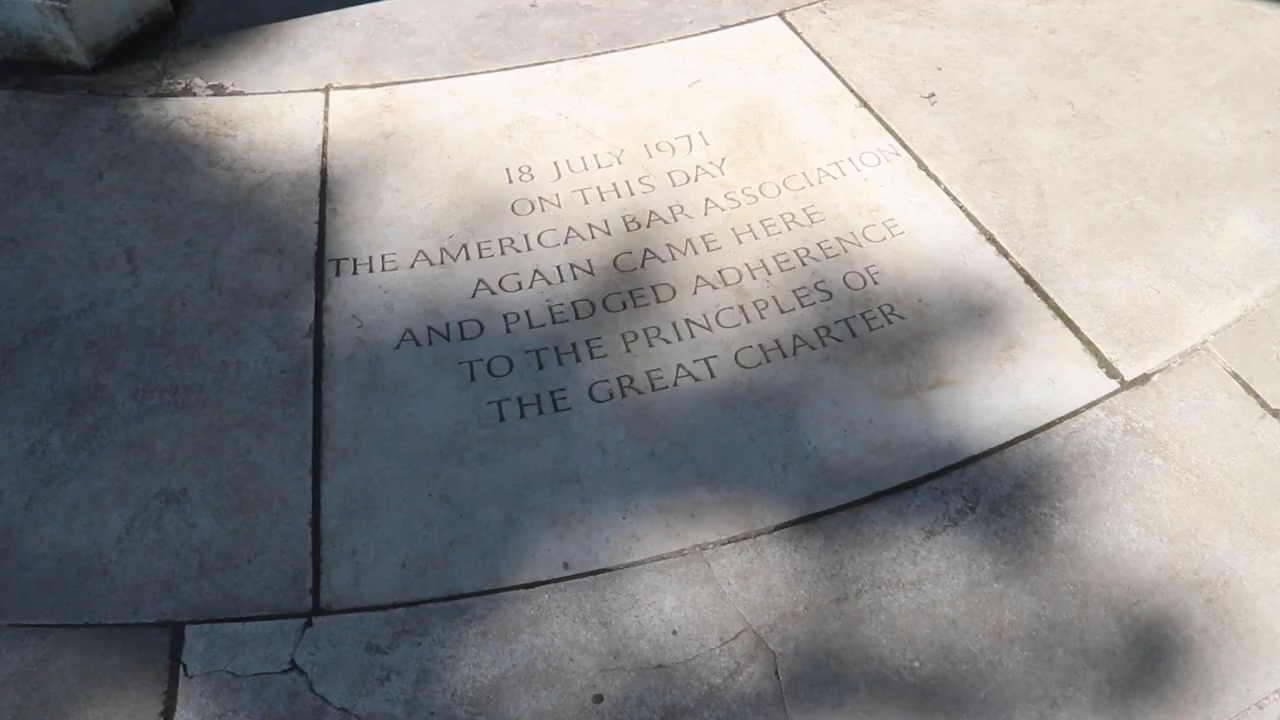 18 JULY 1971
ON THIS DAY
THE AMERICAN BAR ASSOCIATION
AGAIN CAME HERE
AND PLEDGED ADHERENCE
TO THE PRINCIPLES OF
THE GREAT CHARTER